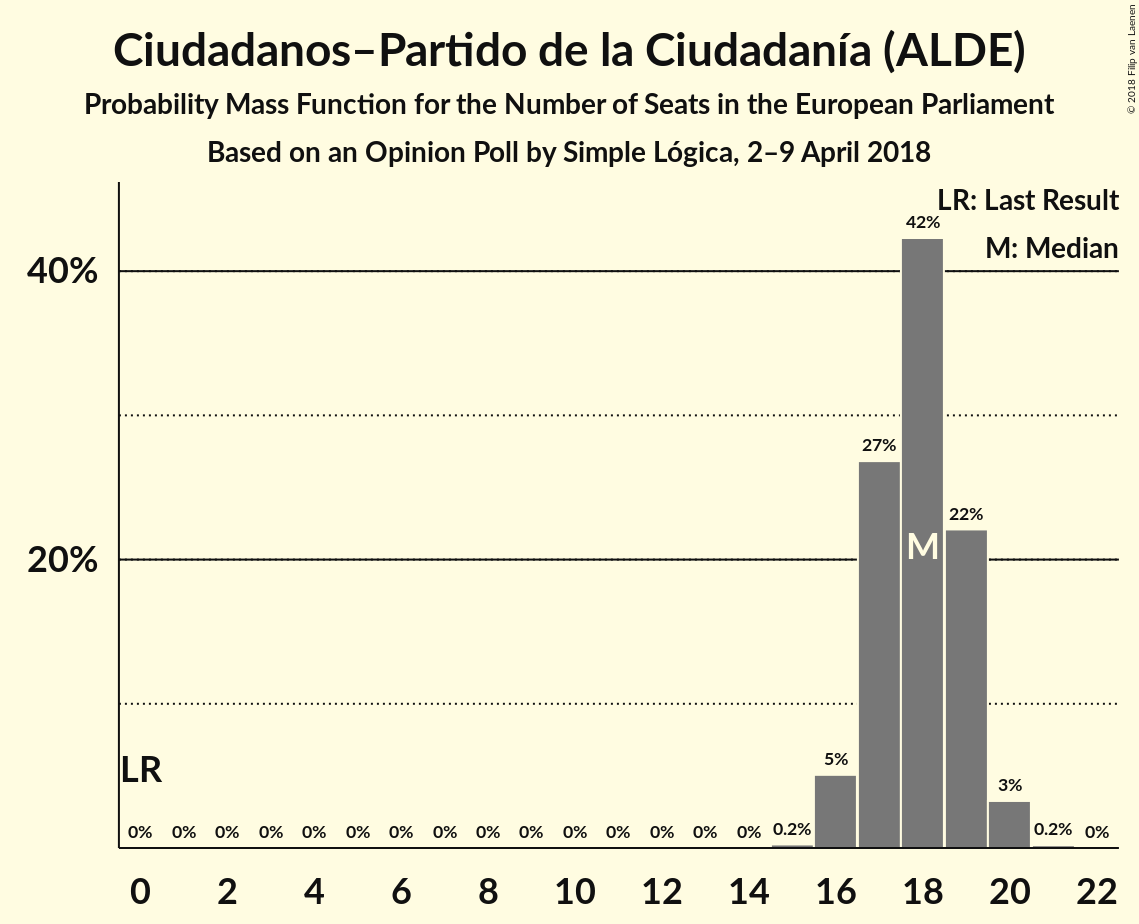 Ciudadanos–Partido de la Ciudadanía (ALDE)
Probability Mass Function for the Number of Seats in the European Parliament
Based on an Opinion Poll by Simple Lógica, 2–9 April 2018
© 2018 Filip van Laenen
LR: Last Result
M: Median
42%
40%
27%
22%
M
20%
LR
5%
3%
0% 0% 0% 0% 0% 0% 0% 0% 0% 0% 0% 0% 0% 0% 0% 0.2% 0.2% 0%
0 2 4 6 8 10 12 14 16 18 20 22